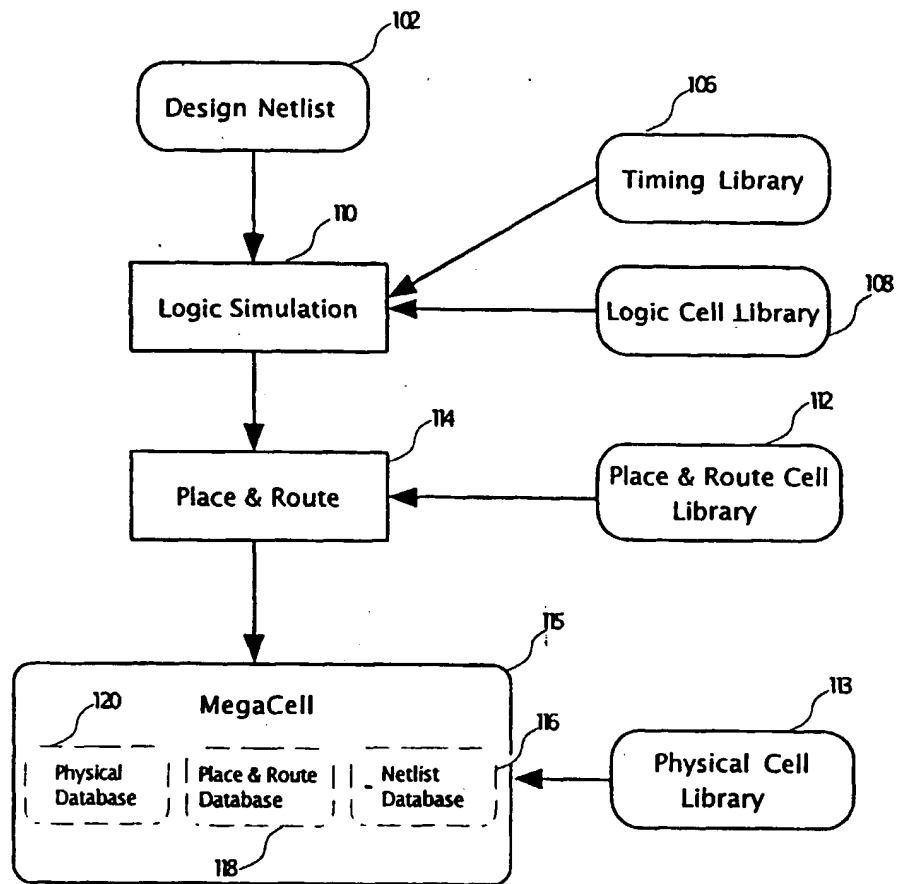 102
Design Netlist
106
Timing Library
110
Logic Simulation
Logic Cell Library
108
114
Place & Route
112
Place & Route Cell
Library
115
MegaCell
120
Physical
Database
Place & Route
Database
118
Netlist
Database
116
113
Physical Cell
Library